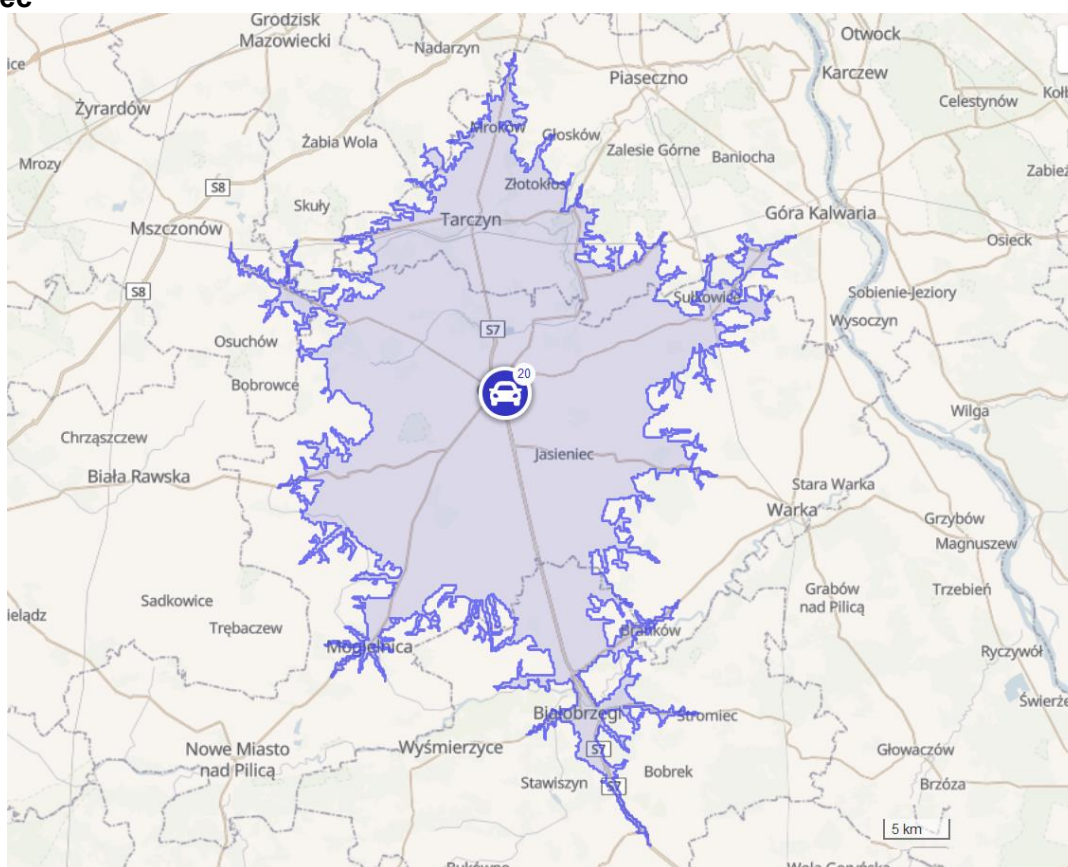 Grodzisk
Mazowiecki
Nadarzyn
Otwock
Piaseczno
Karczew
Żyrardów
Celestynów
Mroków
Głosków
Żabia Wola
Zalesie Górne
Baniocha
Mrozy
S8
Złotokłos
Skuły
Mszczonów
Tarczyn
Góra Kalwaria
Osieck
S8
Sułkowice
Sobienie-Jeziory
Wysoczyn
S7
Osuchów
20
Bobrowce
Wilga
Chrząszczew
Jasieniec
Biała Rawska
Stara Warka
Warka
Grzybów
Magnuszew
Sadkowice
Grabów
nad Pilicą
Trzebień
Trębaczew
Branków
Mogielnica
Ryczywół
Białobrzegi
Stromiec
Nowe Miasto
nad Pilicą
Wyśmierzyce
S7
Głowaczów
Stawiszyn
Bobrek
S7
Brzóza
5 km